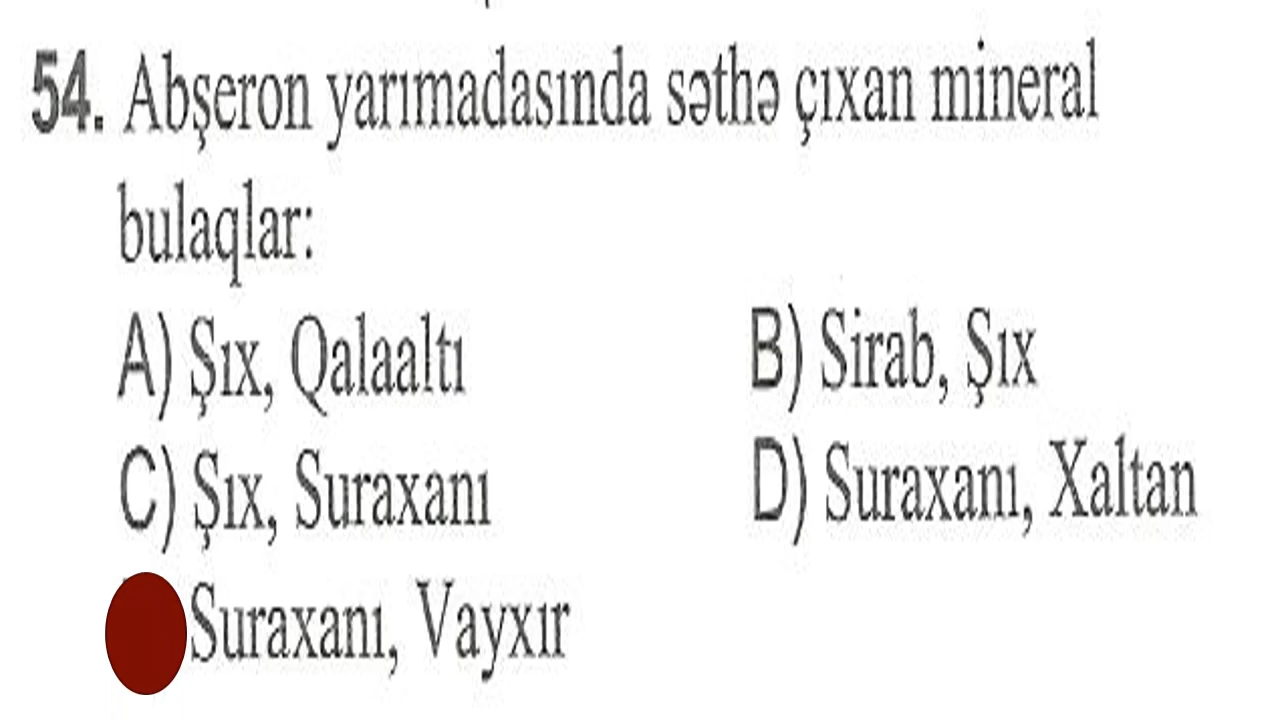 54. Abşeron yarımadasında səthə çıxan mineral
bulaqlar:
A) Şıx, Qalaaltı B) Sirab, Şıx
C) Şıx, Suraxanı D) Suraxanı, Xaltan
Suraxanı, Vayxır